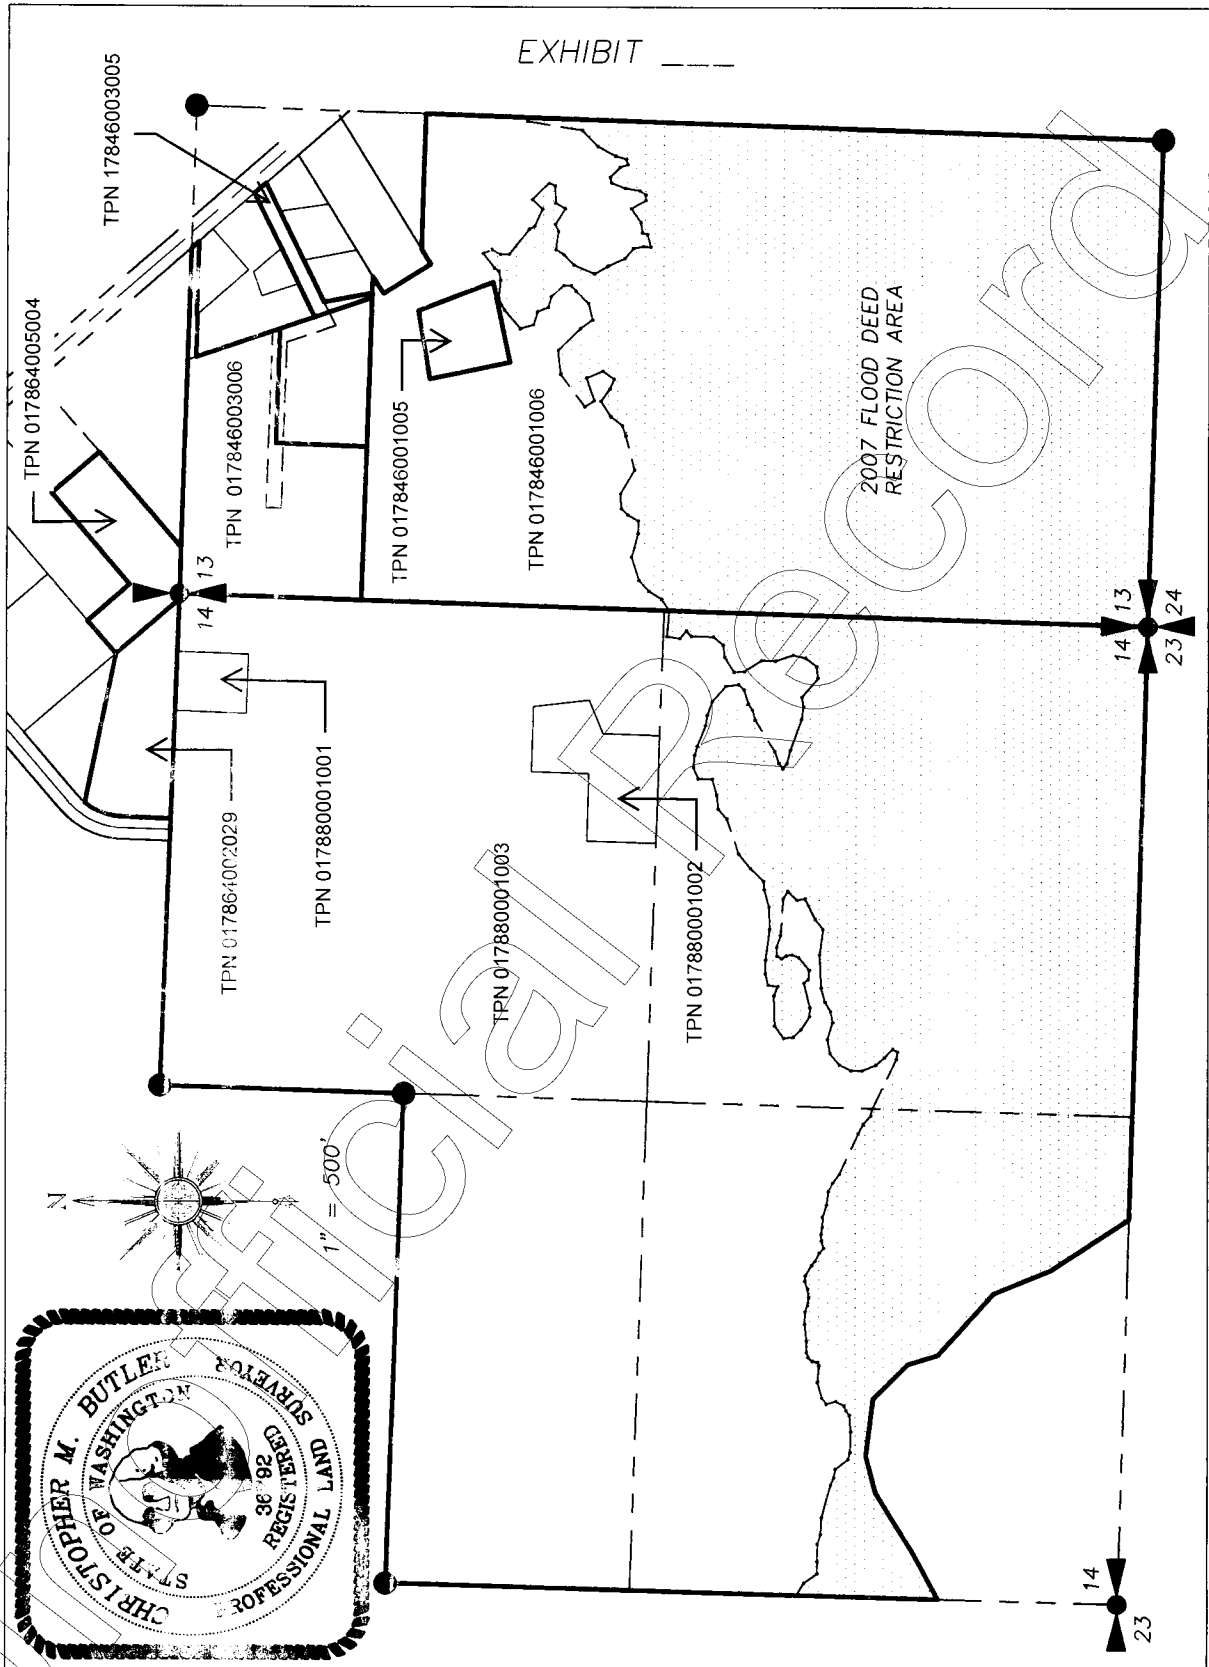 EXHIBIT ___
TPN 17846003005
TPN 017864005004
TPN 017846003006
TPN 017846001005
TPN 017846001006
2007 FLOOD DEED
RESTRICTION AREA
14 13
TPN 017864002029
TPN 017880001001
TPN 017880001003
TPN 017880001002
14 13
23 24
N
1" = 500'
CHRISTOPHER M. BUTLER
STATE OF WASHINGTON
REGISTERED
PROFESSIONAL LAND SURVEYOR
14
23
Official Record